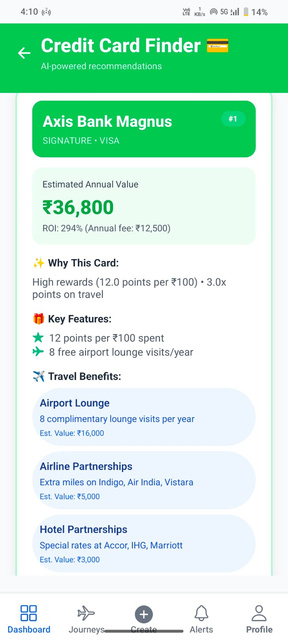 4:10
5G 14%
Credit Card Finder 💳
AI-powered recommendations
Axis Bank Magnus
#1
SIGNATURE • VISA
Estimated Annual Value
₹36,800
ROI: 294% (Annual fee: ₹12,500)
✨ Why This Card:
High rewards (12.0 points per ₹100) • 3.0x
points on travel
🎁 Key Features:
12 points per ₹100 spent
8 free airport lounge visits/year
✈️ Travel Benefits:
Airport Lounge
8 complimentary lounge visits per year
Est. Value: ₹16,000
Airline Partnerships
Extra miles on Indigo, Air India, Vistara
Est. Value: ₹5,000
Hotel Partnerships
Special rates at Accor, IHG, Marriott
Est. Value: ₹3,000
Dashboard Journeys Create Alerts Profile